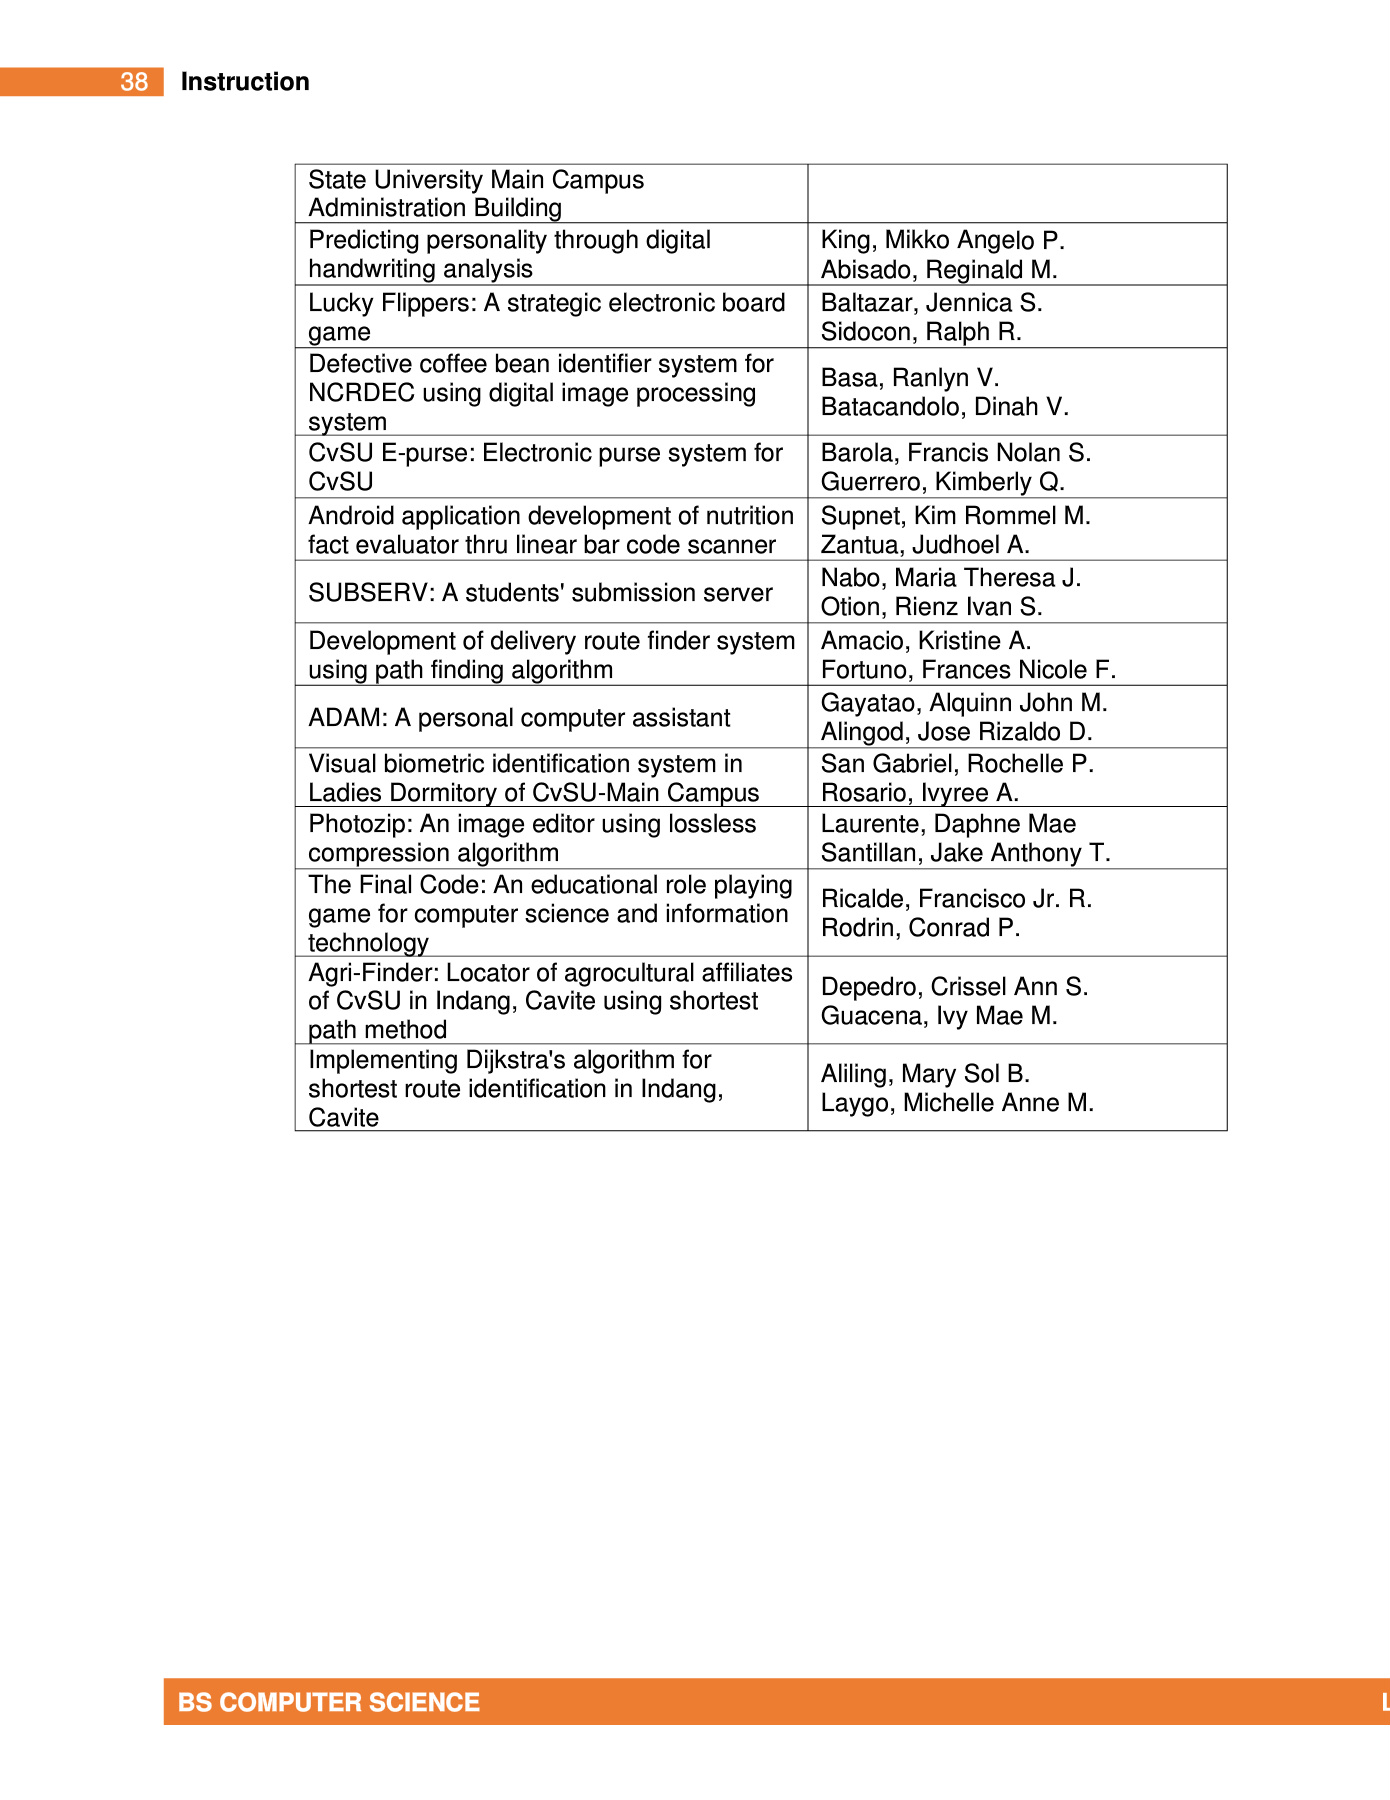 38 Instruction
State University Main Campus
Administration Building
Predicting personality through digital
handwriting analysis
King, Mikko Angelo P.
Abisado, Reginald M.
Lucky Flippers: A strategic electronic board
game
Baltazar, Jennica S.
Sidocon, Ralph R.
Defective coffee bean identifier system for
NCRDEC using digital image processing
system
Basa, Ranlyn V.
Batacandolo, Dinah V.
CvSU E-purse: Electronic purse system for
CvSU
Barola, Francis Nolan S.
Guerrero, Kimberly Q.
Android application development of nutrition
fact evaluator thru linear bar code scanner
Supnet, Kim Rommel M.
Zantua, Judhoel A.
SUBSERV: A students' submission server
Nabo, Maria Theresa J.
Otion, Rienz Ivan S.
Development of delivery route finder system
using path finding algorithm
Amacio, Kristine A.
Fortuno, Frances Nicole F.
ADAM: A personal computer assistant
Gayatao, Alquinn John M.
Alingod, Jose Rizaldo D.
Visual biometric identification system in
Ladies Dormitory of CvSU-Main Campus
San Gabriel, Rochelle P.
Rosario, Ivyree A.
Photozip: An image editor using lossless
compression algorithm
Laurente, Daphne Mae
Santillan, Jake Anthony T.
The Final Code: An educational role playing
game for computer science and information
technology
Ricalde, Francisco Jr. R.
Rodrin, Conrad P.
Agri-Finder: Locator of agrocultural affiliates
of CvSU in Indang, Cavite using shortest
path method
Depedro, Crissel Ann S.
Guacena, Ivy Mae M.
Implementing Dijkstra's algorithm for
shortest route identification in Indang,
Cavite
Aliling, Mary Sol B.
Laygo, Michelle Anne M.
BS COMPUTER SCIENCE